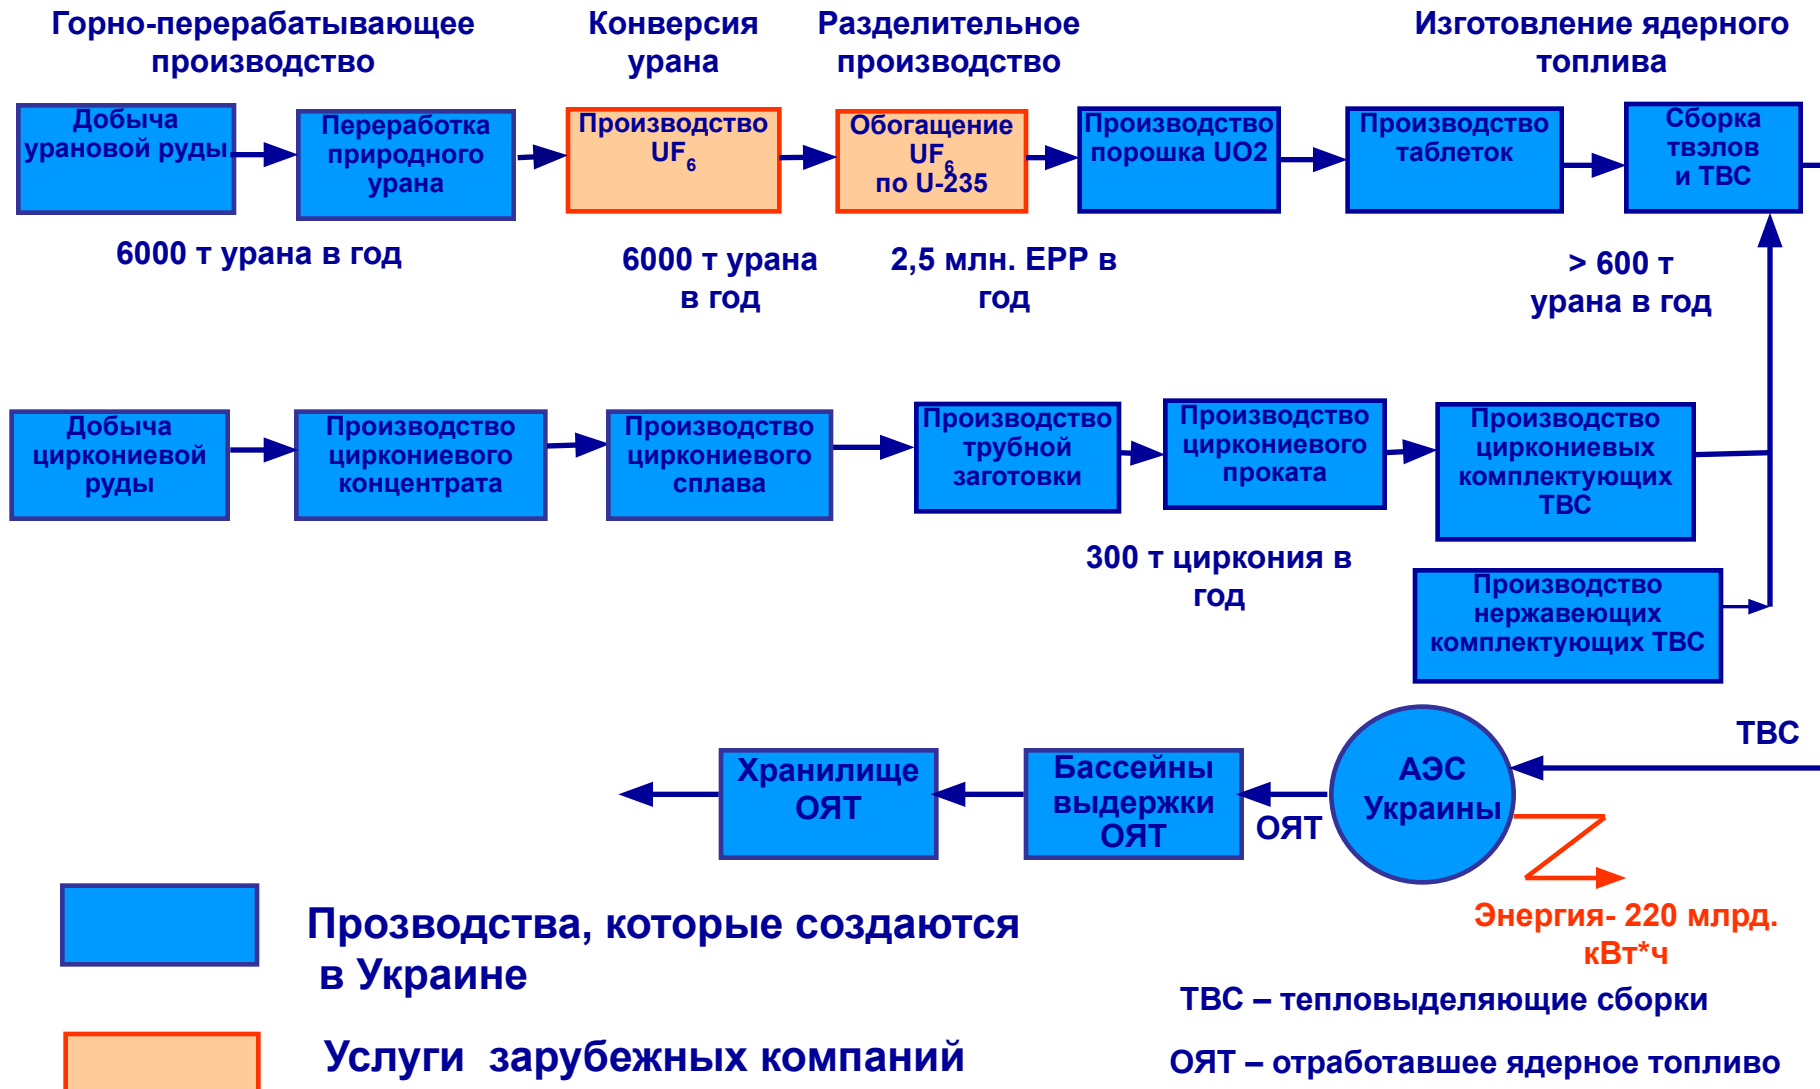 Горно-перерабатывающее
производство
Конверсия
урана
Разделительное
производство
Изготовление ядерного
топлива
Добыча
урановой руды
Переработка
природного
урана
Производство
UF6
Обогащение
UF6
по U-235
Производство
порошка UO2
Производство
таблеток
Сборка
твэлов
и ТВС
6000 т урана в год
6000 т урана
в год
2,5 млн. ЕРР в
год
> 600 т
урана в год
Добыча
циркониевой
руды
Производство
циркониевого
концентрата
Производство
циркониевого
сплава
Производство
трубной
заготовки
Производство
циркониевого
проката
Производство
циркониевых
комплектующих
ТВС
300 т циркония в
год
Производство
нержавеющих
комплектующих ТВС
ТВС
Хранилище
ОЯТ
Бассейны
выдержки
ОЯТ
ОЯТ
АЭС
Украины
Энергия- 220 млрд.
кВт*ч
Прозводства, которые создаются
в Украине
Услуги зарубежных компаний
ТВС – тепловыделяющие сборки
ОЯТ – отработавшее ядерное топливо